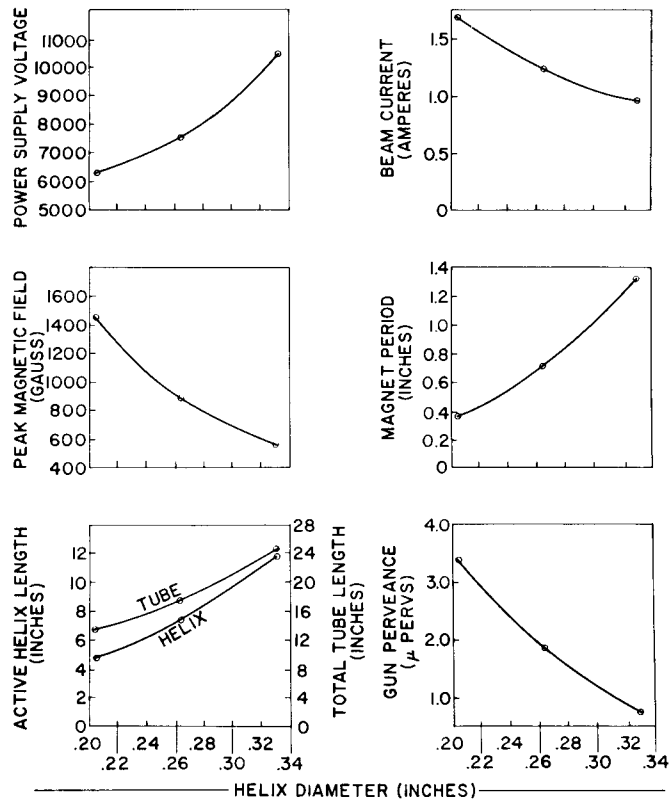 POWER SUPPLY VOLTAGE
11000
10000
9000
8000
7000
6000
5000
BEAM CURRENT
(AMPERES)
1.5
1.0
0.5
0
PEAK MAGNETIC FIELD
(GAUSS)
1600
1400
1200
1000
800
600
400
MAGNET PERIOD
(INCHES)
1.4
1.2
1.0
0.8
0.6
0.4
0.2
0
ACTIVE HELIX LENGTH
(INCHES)
12
10
8
6
4
2
0
TUBE
HELIX
28
24
20
16
12
8
4
0
TOTAL TUBE LENGTH
(INCHES)
GUN PERVEANCE
(μ PERVS)
4.0
3.0
2.0
1.0
.20 .24 .28 .32
.22 .26 .30 .34
.20 .24 .28 .32
.22 .26 .30 .34
HELIX DIAMETER (INCHES)